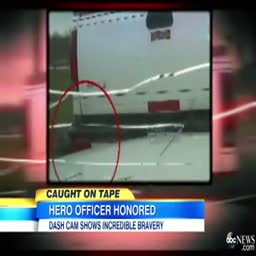 CAUGHT ON TAPE
HERO OFFICER HONORED
DASH CAM SHOWS INCREDIBLE BRAVERY
abc NEWS
.com